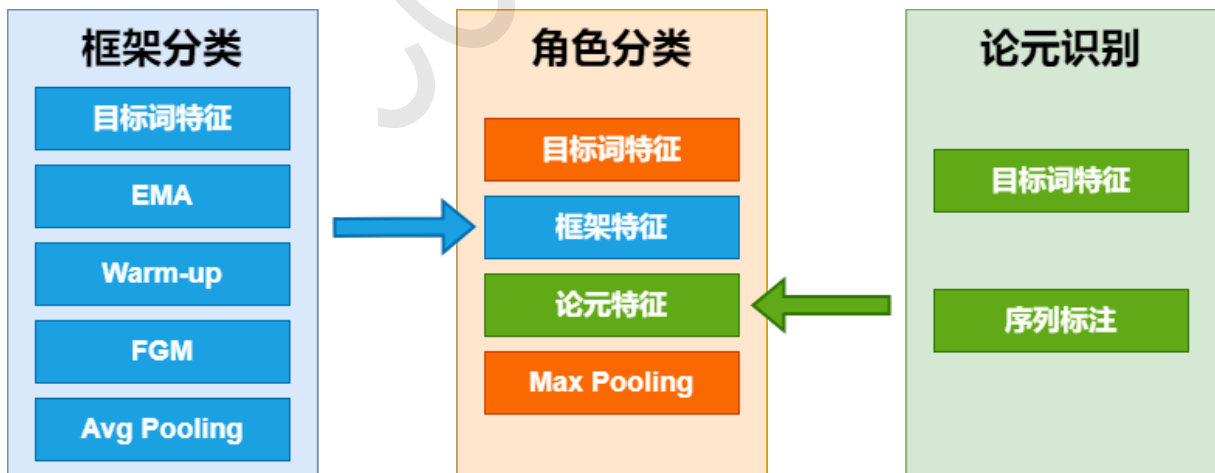 框架分类
目标词特征
EMA
Warm-up
FGM
Avg Pooling
角色分类
目标词特征
框架特征
论元特征
Max Pooling
论元识别
目标词特征
序列标注